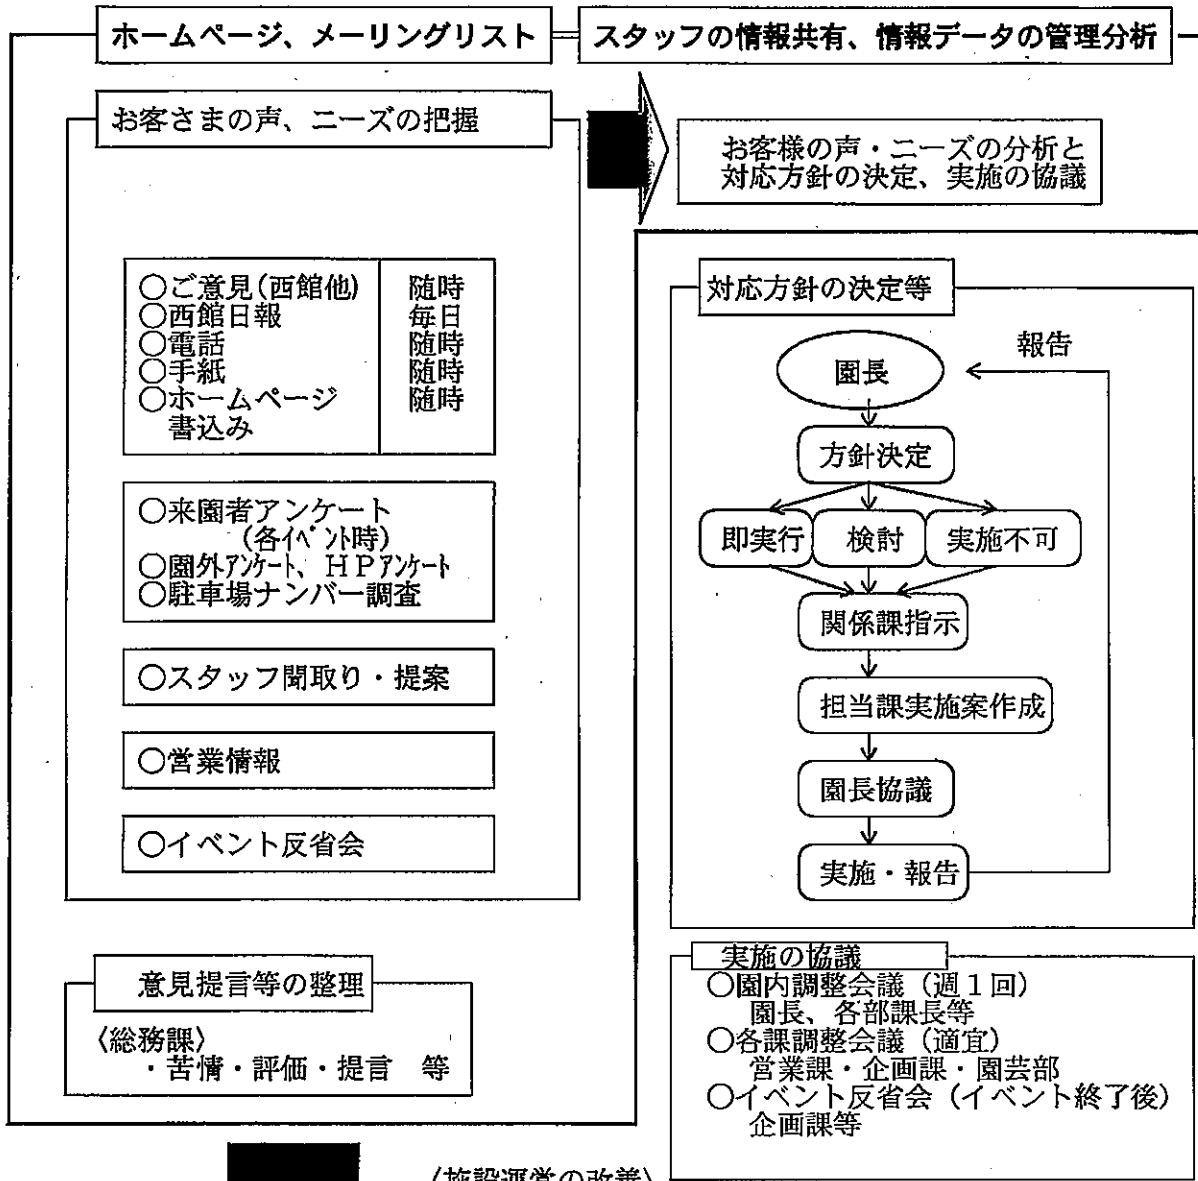 ホームページ、メーリングリスト
スタッフの情報共有、情報データの管理分析
お客さまの声、ニーズの把握
お客様の声・ニーズの分析と
対応方針の決定、実施の協議
○ご意見(西館他) 随時
○西館日報 毎日
○電話 随時
○手紙 随時
○ホームページ 随時
書込み
○来園者アンケート
(各イベント時)
○園外アンケート、HPアンケート
○駐車場ナンバー調査
○スタッフ聞取り・提案
○営業情報
○イベント反省会
意見提言等の整理
〈総務課〉
・苦情・評価・提言 等
対応方針の決定等
園長
報告
方針決定
即実行 検討 実施不可
関係課指示
担当課実施案作成
園長協議
実施・報告
実施の協議
○園内調整会議(週1回)
園長、各部課長等
○各課調整会議(適宜)
営業課・企画課・園芸部
○イベント反省会(イベント終了後)
企画課等
(施設運営の改善)